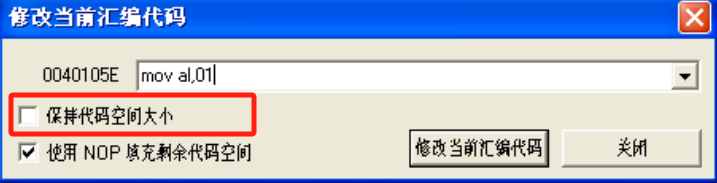 修改当前汇编代码
0040105E mov al,01
保持代码空间大小
使用 NOP 填充剩余代码空间 修改当前汇编代码 关闭